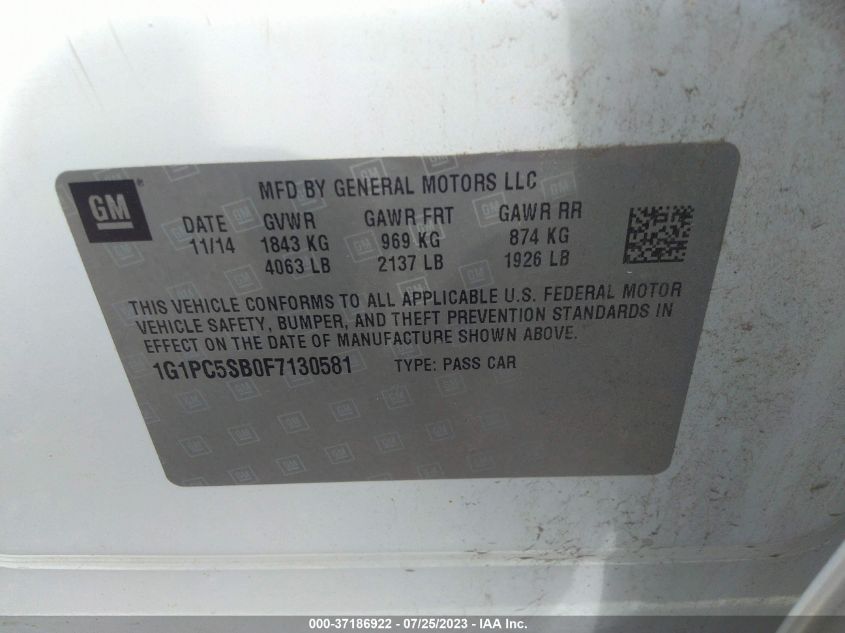 GM
MFD BY GENERAL MOTORS LLC
DATE GVWR GAWR FRT GAWR RR
11/14 1843 KG 969 KG 874 KG
4063 LB 2137 LB 1926 LB
THIS VEHICLE CONFORMS TO ALL APPLICABLE U.S. FEDERAL MOTOR
VEHICLE SAFETY, BUMPER, AND THEFT PREVENTION STANDARDS IN
EFFECT ON THE DATE OF MANUFACTURE SHOWN ABOVE.
1G1PC5SB0F7130581 TYPE: PASS CAR
000-37186922 - 07/25/2023 - IAA Inc.